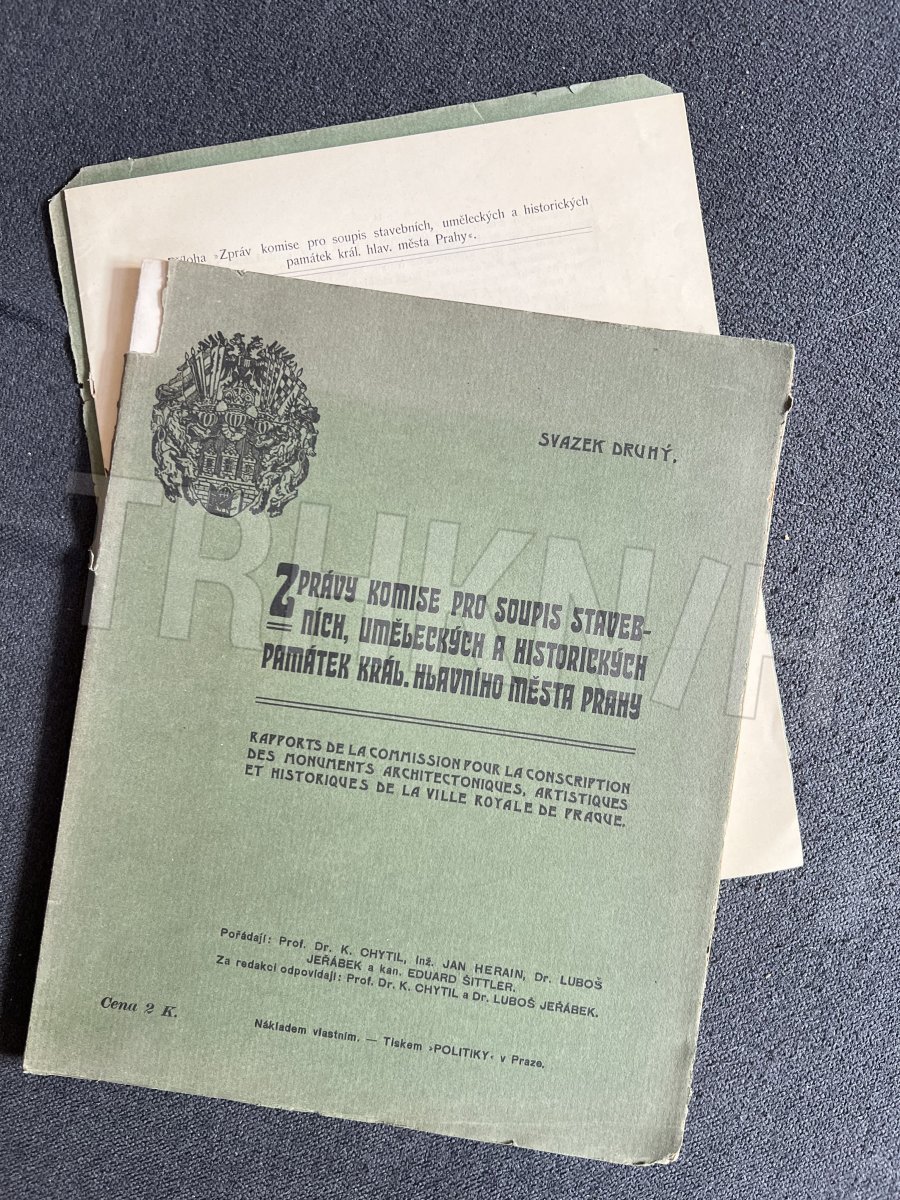 »Zpráv komise pro soupis stavebních, uměleckých a historických
památek král. hlav. města Prahy«.
SVAZEK DRUHÝ.
ZPRÁVY KOMISE PRO SOUPIS STAVEB-
NÍCH, UMĚLECKÝCH A HISTORICKÝCH
PAMÁTEK KRÁL. HLAVNÍHO MĚSTA PRAHY
RAPPORTS DE LA COMMISSION POUR LA CONSCRIPTION
DES MONUMENTS ARCHITECTONIQUES, ARTISTIQUES
ET HISTORIQUES DE LA VILLE ROYALE DE PRAGUE.
Pořádají: Prof. Dr. K. CHYTIL, Inž. JAN HERAIN, Dr. LUBOŠ
JEŘÁBEK a kan. EDUARD ŠITTLER.
Za redakci odpovídají: Prof. Dr. K. CHYTIL a Dr. LUBOŠ JEŘÁBEK.
Cena 2 K.
Nákladem vlastním. — Tiskem »POLITIKY« v Praze.